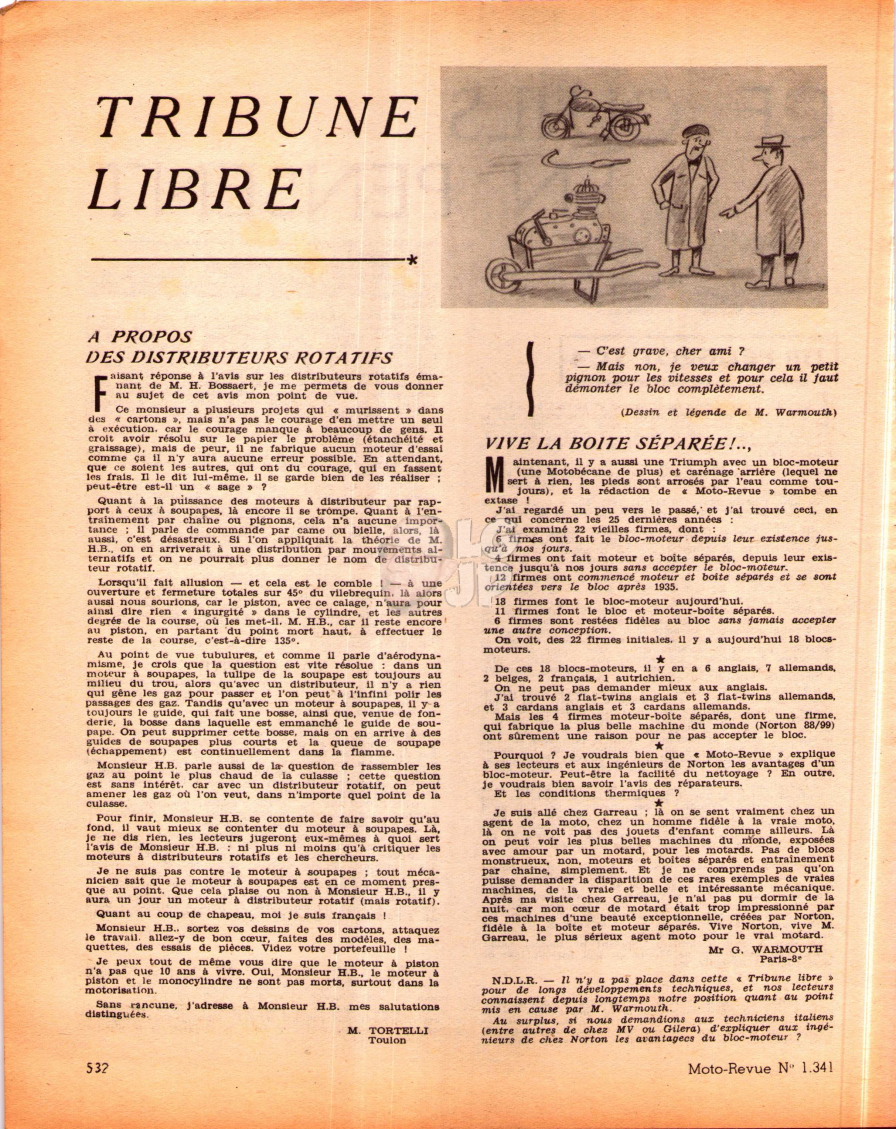 TRIBUNE
LIBRE
*
A PROPOS
DES DISTRIBUTEURS ROTATIFS
Faisant réponse à l'avis sur les distributeurs rotatifs éma-
nant de M. H. Bossaert, je me permets de vous donner
au sujet de cet avis mon point de vue.
Ce monsieur a plusieurs projets qui « murissent » dans
des « cartons », mais n'a pas le courage d'en mettre un seul
à exécution, car le courage manque à beaucoup de gens. Il
croit avoir résolu sur le papier le problème (étanchéité et
graissage), mais de peur, il ne fabrique aucun moteur d'essai
comme ça il n'y aura aucune erreur possible. En attendant,
que ce soient les autres, qui ont du courage, qui en fassent
les frais. Il le dit lui-même, il se garde bien de les réaliser ;
peut-être est-il un « sage » ?
Quant à la puissance des moteurs à distributeur par rap-
port à ceux à soupapes, là encore il se trompe. Quant à l'en-
traînement par chaîne ou pignons, cela n'a aucune impor-
tance ; il parle de commande par came ou bielle, alors, là
aussi, c'est désastreux. Si l'on appliquait la théorie de M.
H.B., on en arriverait à une distribution par mouvements al-
ternatifs et on ne pourrait plus donner le nom de distribu-
teur rotatif.
Lorsqu'il fait allusion — et cela est le comble ! — à une
ouverture et fermeture totales sur 45° du vilebrequin, là alors
aussi nous sourions, car le piston, avec ce calage, n'aura pour
ainsi dire rien « ingurgité » dans le cylindre, et les autres
degrés de la course, où les met-il. M. H.B., car il reste encore
au piston, en partant du point mort haut, à effectuer le
reste de la course, c'est-à-dire 135°.
Au point de vue tubulures, et comme il parle d'aérodyna-
misme, je crois que la question est vite résolue : dans un
moteur à soupapes, la tulipe de la soupape est toujours au
milieu du trou, alors qu'avec un distributeur, il n'y a rien
qui gêne les gaz pour passer et l'on peut à l'infini polir les
passages des gaz. Tandis qu'avec un moteur à soupapes, il y a
toujours le guide, qui fait une bosse, ainsi que, venue de fon-
derie, la bosse dans laquelle est emmanché le guide de sou-
pape. On peut supprimer cette bosse, mais on en arrive à des
guides de soupapes plus courts et la queue de soupape
(échappement) est continuellement dans la flamme.
Monsieur H.B. parle aussi de la question de rassembler les
gaz au point le plus chaud de la culasse ; cette question
est sans intérêt, car avec un distributeur rotatif, on peut
amener les gaz où l'on veut, dans n'importe quel point de la
culasse.
Pour finir, Monsieur H.B. se contente de faire savoir qu'au
fond, il vaut mieux se contenter du moteur à soupapes. Là,
je ne dis rien, les lecteurs jugeront eux-mêmes à quoi sert
l'avis de Monsieur H.B. : ni plus ni moins qu'à critiquer les
moteurs à distributeurs rotatifs et les chercheurs.
Je ne suis pas contre le moteur à soupapes ; tout méca-
nicien sait que le moteur à soupapes est en ce moment pres-
que au point. Que cela plaise ou non à Monsieur H.B., il y
aura un jour un moteur à distributeur rotatif (mais rotatif).
Quant au coup de chapeau, moi je suis français !
Monsieur H.B., sortez vos dessins de vos cartons, attaquez
le travail, allez-y de bon cœur, faites des modèles, des ma-
quettes, des essais de pièces. Videz votre portefeuille !
Je peux tout de même vous dire que le moteur à piston
n'a pas que 10 ans à vivre. Oui, Monsieur H.B., le moteur à
piston et le monocylindre ne sont pas morts, surtout dans la
motorisation.
Sans rancune, j'adresse à Monsieur H.B. mes salutations
distinguées.
M. TORTELLI
Toulon
— C'est grave, cher ami ?
— Mais non, je veux changer un petit
pignon pour les vitesses et pour cela il faut
démonter le bloc complètement.
(Dessin et légende de M. Warmouth)
VIVE LA BOITE SÉPARÉE !..,
Maintenant, il y a aussi une Triumph avec un bloc-moteur
(une Motobécane de plus) et carénage arrière (lequel ne
sert à rien, les pieds sont arrosés par l'eau comme tou-
jours), et la rédaction de « Moto-Revue » tombe en
extase !
J'ai regardé un peu vers le passé, et j'ai trouvé ceci, en
ce qui concerne les 25 dernières années :
J'ai examiné 22 vieilles firmes, dont :
6 firmes ont fait le bloc-moteur depuis leur existence jus-
qu'à nos jours.
4 firmes ont fait moteur et boîte séparés, depuis leur exis-
tence jusqu'à nos jours sans accepter le bloc-moteur.
12 firmes ont commencé moteur et boite séparés et se sont
orientées vers le bloc après 1935.
18 firmes font le bloc-moteur aujourd'hui.
11 firmes font le bloc et moteur-boite séparés.
6 firmes sont restées fidèles au bloc sans jamais accepter
une autre conception.
On voit, des 22 firmes initiales, il y a aujourd'hui 18 blocs-
moteurs.
★
De ces 18 blocs-moteurs, il y en a 6 anglais, 7 allemands,
2 belges, 2 français, 1 autrichien.
On ne peut pas demander mieux aux anglais.
J'ai trouvé 2 flat-twins anglais et 3 flat-twins allemands,
et 3 cardans anglais et 3 cardans allemands.
Mais les 4 firmes moteur-boite séparés, dont une firme,
qui fabrique la plus belle machine du monde (Norton 88/99)
ont sûrement une raison pour ne pas accepter le bloc.
★
Pourquoi ? Je voudrais bien que « Moto-Revue » explique
à ses lecteurs et aux ingénieurs de Norton les avantages d'un
bloc-moteur. Peut-être la facilité du nettoyage ? En outre,
je voudrais bien savoir l'avis des réparateurs.
Et les conditions thermiques ?
★
Je suis allé chez Garreau ; là on se sent vraiment chez un
agent de la moto, chez un homme fidèle à la vraie moto,
là on ne voit pas des jouets d'enfant comme ailleurs. Là
on peut voir les plus belles machines du monde, exposées
avec amour par un motard, pour les motards. Pas de blocs
monstrueux, non, moteurs et boîtes séparés et entraînement
par chaîne, simplement. Et je ne comprends pas qu'on
puisse demander la disparition de ces rares exemples de vraies
machines, de la vraie et belle et intéressante mécanique.
Après ma visite chez Garreau, je n'ai pas pu dormir de la
nuit, car mon cœur de motard était trop impressionné par
ces machines d'une beauté exceptionnelle, créées par Norton,
fidèle à la boîte et moteur séparés. Vive Norton, vive M.
Garreau, le plus sérieux agent moto pour le vrai motard.
Mr G. WARMOUTH
Paris-8e
N.D.L.R. — Il n'y a pas place dans cette « Tribune libre »
pour de longs développements techniques, et nos lecteurs
connaissent depuis longtemps notre position quant au point
mis en cause par M. Warmouth.
Au surplus, si nous demandions aux techniciens italiens
(entre autres de chez MV ou Gilera) d'expliquer aux ingé-
nieurs de chez Norton les avantagecs du bloc-moteur ?
532
Moto-Revue N° 1.341